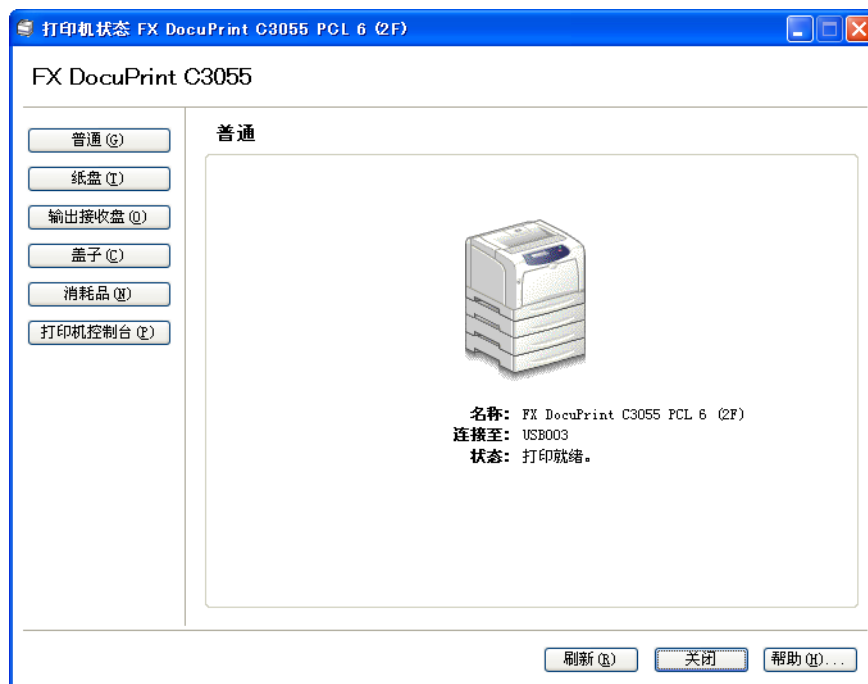 打印机状态 FX DocuPrint C3055 PCL 6 (2F)
FX DocuPrint C3055
普通(G)
纸盘(T)
输出接收盘(O)
盖子(C)
消耗品(N)
打印机控制台(P)
普通
名称: FX DocuPrint C3055 PCL 6 (2F)
连接至: USB003
状态: 打印就绪。
刷新(R)
关闭
帮助(H)...